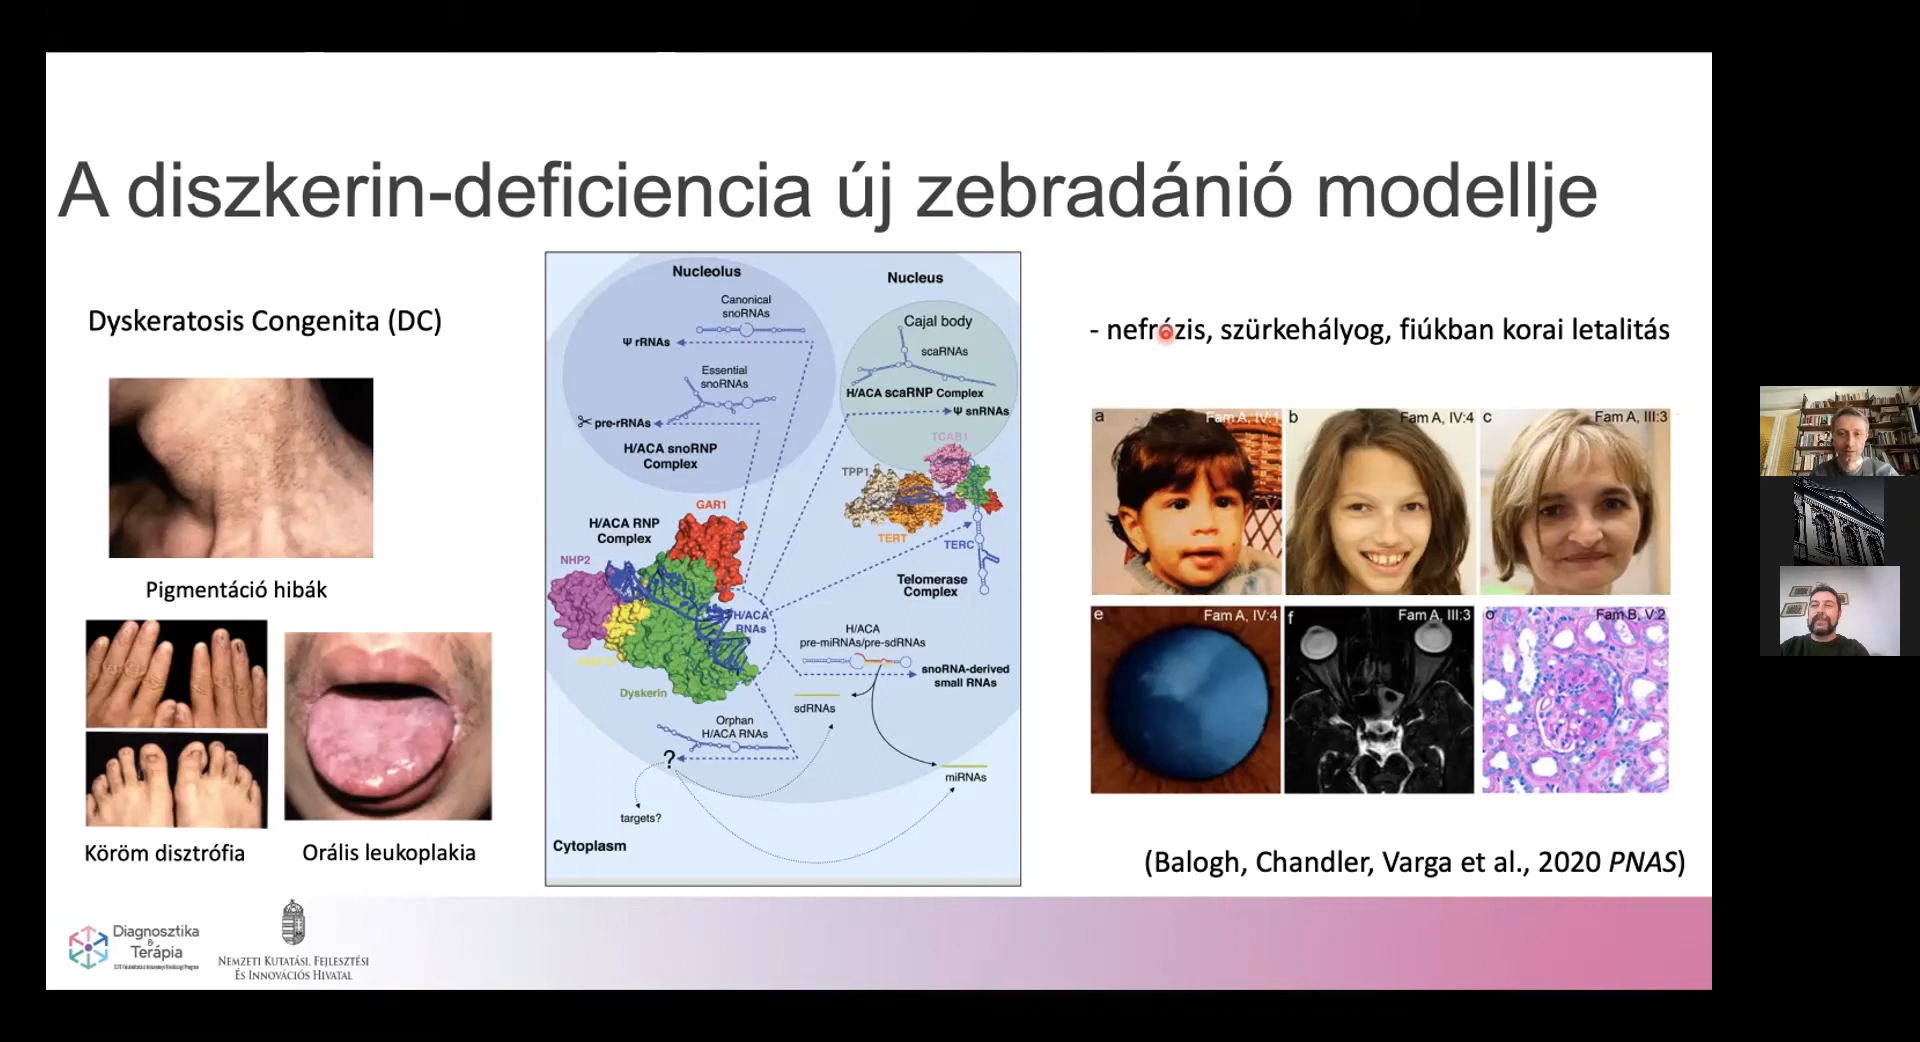 A diszkerin-deficiencia új zebradánió modellje
Dyskeratosis Congenita (DC)
Pigmentáció hibák
Köröm disztrófia
Orális leukoplakia
Nucleolus
Canonical
snoRNAs
Ψ rRNAs
Essential
snoRNAs
pre-rRNAs
H/ACA snoRNP
Complex
Nucleus
Cajal body
scaRNAs
H/ACA scaRNP Complex
Ψ snRNAs
TCAB1
TPP1
TERT
TERC
Telomerase
Complex
GAR1
H/ACA RNP
Complex
NHP2
H/ACA
RNAs
Dyskerin
H/ACA
pre-miRNAs/pre-sdRNAs
snoRNA-derived
small RNAs
sdRNAs
Orphan
H/ACA RNAs
?
targets?
miRNAs
Cytoplasm
- nefrózis, szürkehályog, fiúkban korai letalitás
a
Fam A, IV:1
b
Fam A, IV:4
c
Fam A, III:3
e
Fam A, IV:4
f
Fam A, III:3
Fam B, V:2
(Balogh, Chandler, Varga et al., 2020 PNAS)
Diagnosztika
&
Terápia
NEMZETI KUTATÁSI, FEJLESZTÉSI
ÉS INNOVÁCIÓS HIVATAL